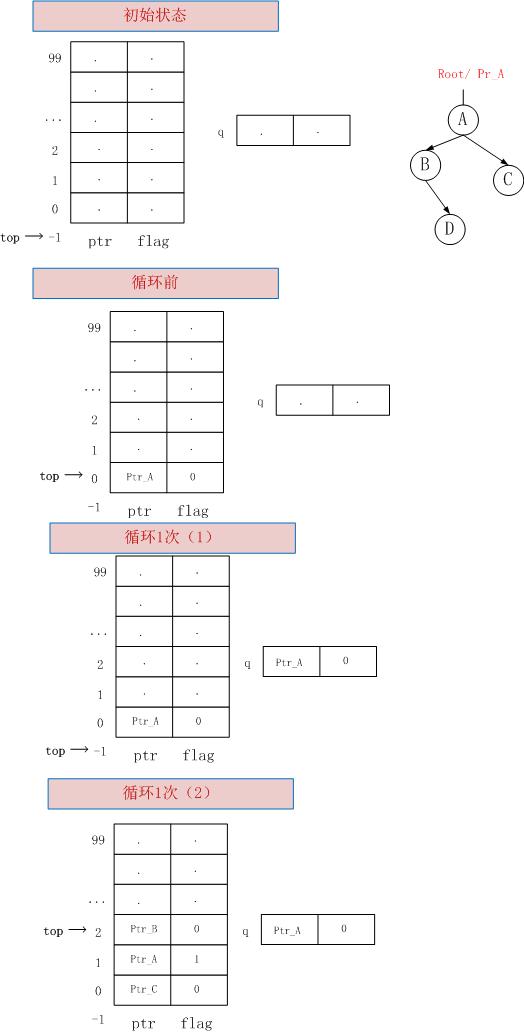 初始状态
99
...
q
2
1
0
top -1
ptr flag
Root/ Pr_A
A
B C
D
循环前
99
...
q
2
1
top 0 Ptr_A 0
-1
ptr flag
循环1次（1）
99
...
2
q Ptr_A 0
1
0 Ptr_A 0
top -1
ptr flag
循环1次（2）
99
...
top 2 Ptr_B 0
q Ptr_A 0
1 Ptr_A 1
0 Ptr_C 0
-1
ptr flag